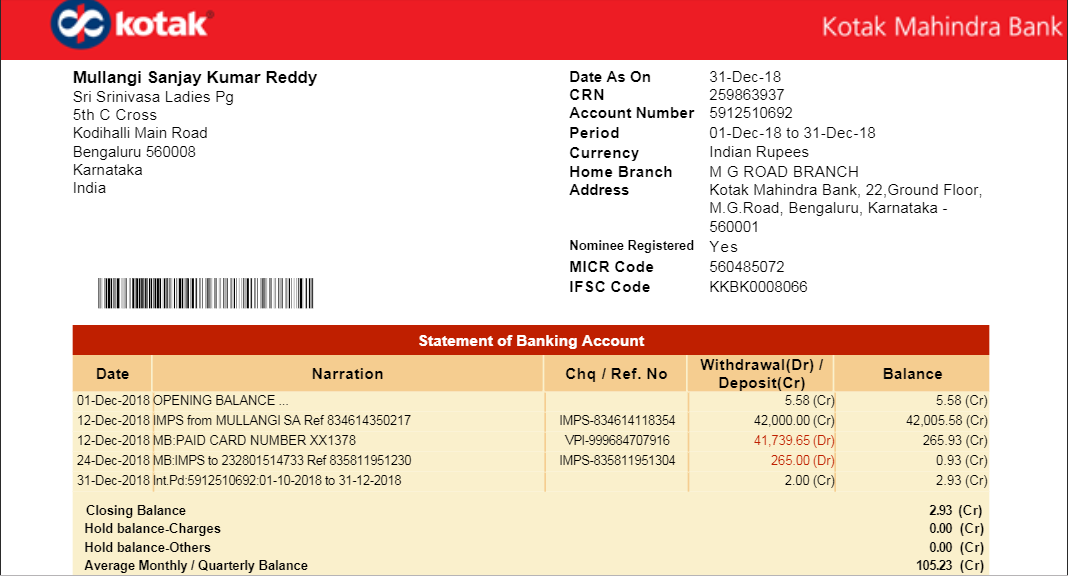 kotak
Kotak Mahindra Bank
Mullangi Sanjay Kumar Reddy
Sri Srinivasa Ladies Pg
5th C Cross
Kodihalli Main Road
Bengaluru 560008
Karnataka
India
Date As On 31-Dec-18
CRN 259863937
Account Number 5912510692
Period 01-Dec-18 to 31-Dec-18
Currency Indian Rupees
Home Branch M G ROAD BRANCH
Address Kotak Mahindra Bank, 22,Ground Floor,
M.G.Road, Bengaluru, Karnataka -
560001
Nominee Registered Yes
MICR Code 560485072
IFSC Code KKBK0008066
Statement of Banking Account
Date Narration Chq / Ref. No Withdrawal(Dr) / Deposit(Cr) Balance
01-Dec-2018 OPENING BALANCE ... 5.58 (Cr) 5.58 (Cr)
12-Dec-2018 IMPS from MULLANGI SA Ref 834614350217 IMPS-834614118354 42,000.00 (Cr) 42,005.58 (Cr)
12-Dec-2018 MB:PAID CARD NUMBER XX1378 VPI-999684707916 41,739.65 (Dr) 265.93 (Cr)
24-Dec-2018 MB:IMPS to 232801514733 Ref 835811951230 IMPS-835811951304 265.00 (Dr) 0.93 (Cr)
31-Dec-2018 Int.Pd:5912510692:01-10-2018 to 31-12-2018 2.00 (Cr) 2.93 (Cr)
Closing Balance 2.93 (Cr)
Hold balance-Charges 0.00 (Cr)
Hold balance-Others 0.00 (Cr)
Average Monthly / Quarterly Balance 105.23 (Cr)